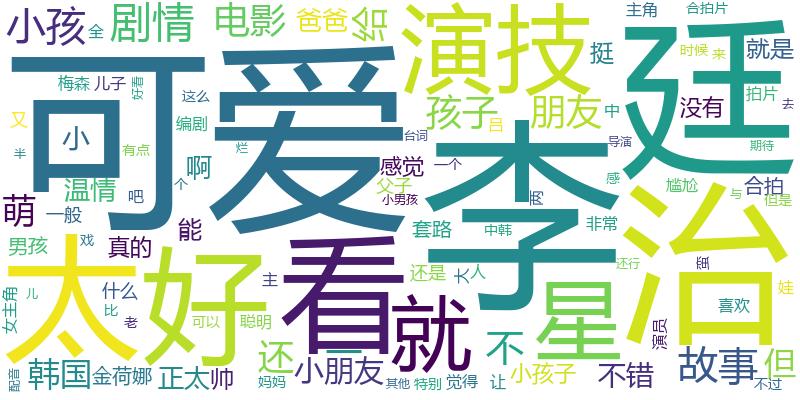 小孩
全
剧情
电影
爸爸
给
演技
挺
主角
合拍片
廷
时候
来
就是
可爱
梅森
儿子
好看
这么
又
小
编剧
半
有点
孩子
朋友
中
没有
拍片
去
吕
台词
导演
期待
温情
啊
烂
感觉
一个
李
感
尴尬
合拍
萌
一般
吧
个
父子
小男孩
两
与
但是
能
套路
中韩
非常
治
男孩
戏
真的
太
好
看
主
还是
大
人
还行
蛮
女主角
儿
什么
比
老
可以
聪明
就
星
喜欢
娃
演员
还
不
韩国
金荷娜
正太
帅
妈妈
小朋友
其他
特别
觉得
让
小孩子
不错
故事
但
不过
配音